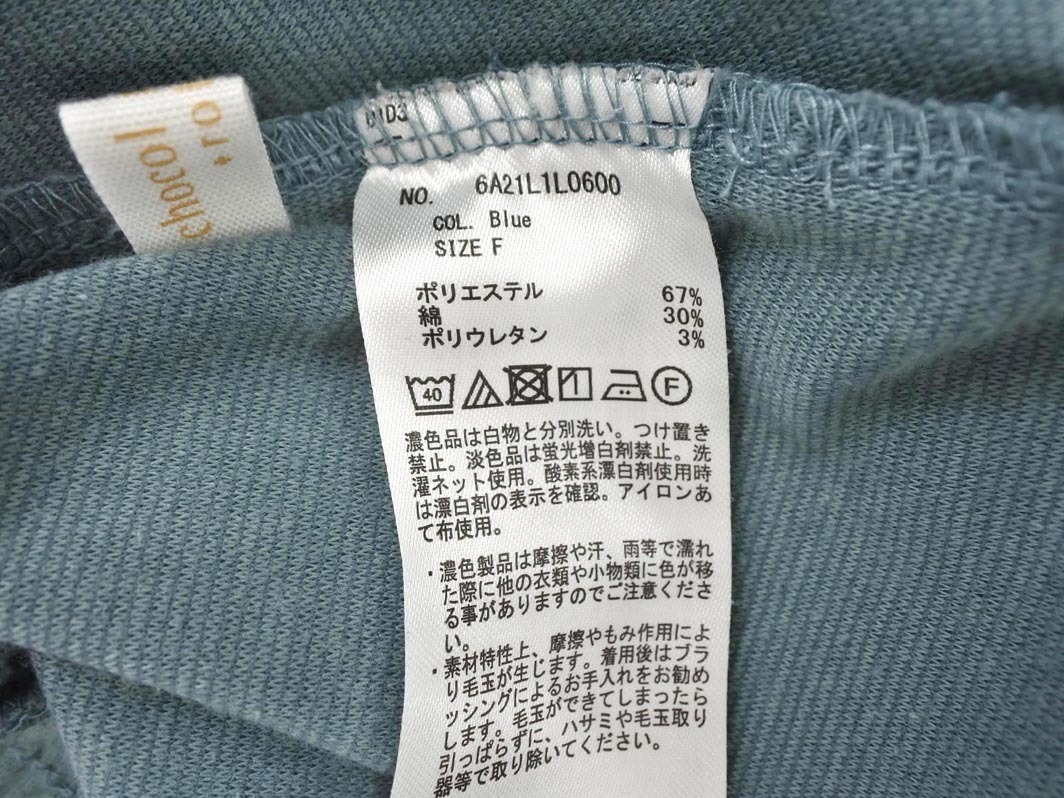 chocol
NO. 6A21L1L0600
COL. Blue
SIZE F
ポリエステル 67%
綿 30%
ポリウレタン 3%
40
F
濃色品は白物と分別洗い。つけ置き
禁止。淡色品は蛍光増白剤禁止。洗
濯ネット使用。酸素系漂白剤使用時
は漂白剤の表示を確認。アイロンあ
て布使用。
・濃色製品は摩擦や汗、雨等で濡れ
た際に他の衣類や小物類に色が移
る事がありますのでご注意くださ
い。
・素材特性上、摩擦やもみ作用によ
り毛玉が生じます。着用後はブラ
ッシングによるお手入れをお勧め
します。毛玉ができてしまったら
引っぱらずに、ハサミや毛玉取り
器等で取り除いてください。